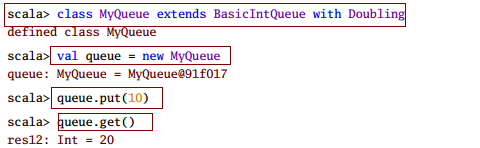 scala> class MyQueue extends BasicIntQueue with Doubling
defined class MyQueue
scala> val queue = new MyQueue
queue: MyQueue = MyQueue@91f017
scala> queue.put(10)
scala> queue.get()
res12: Int = 20